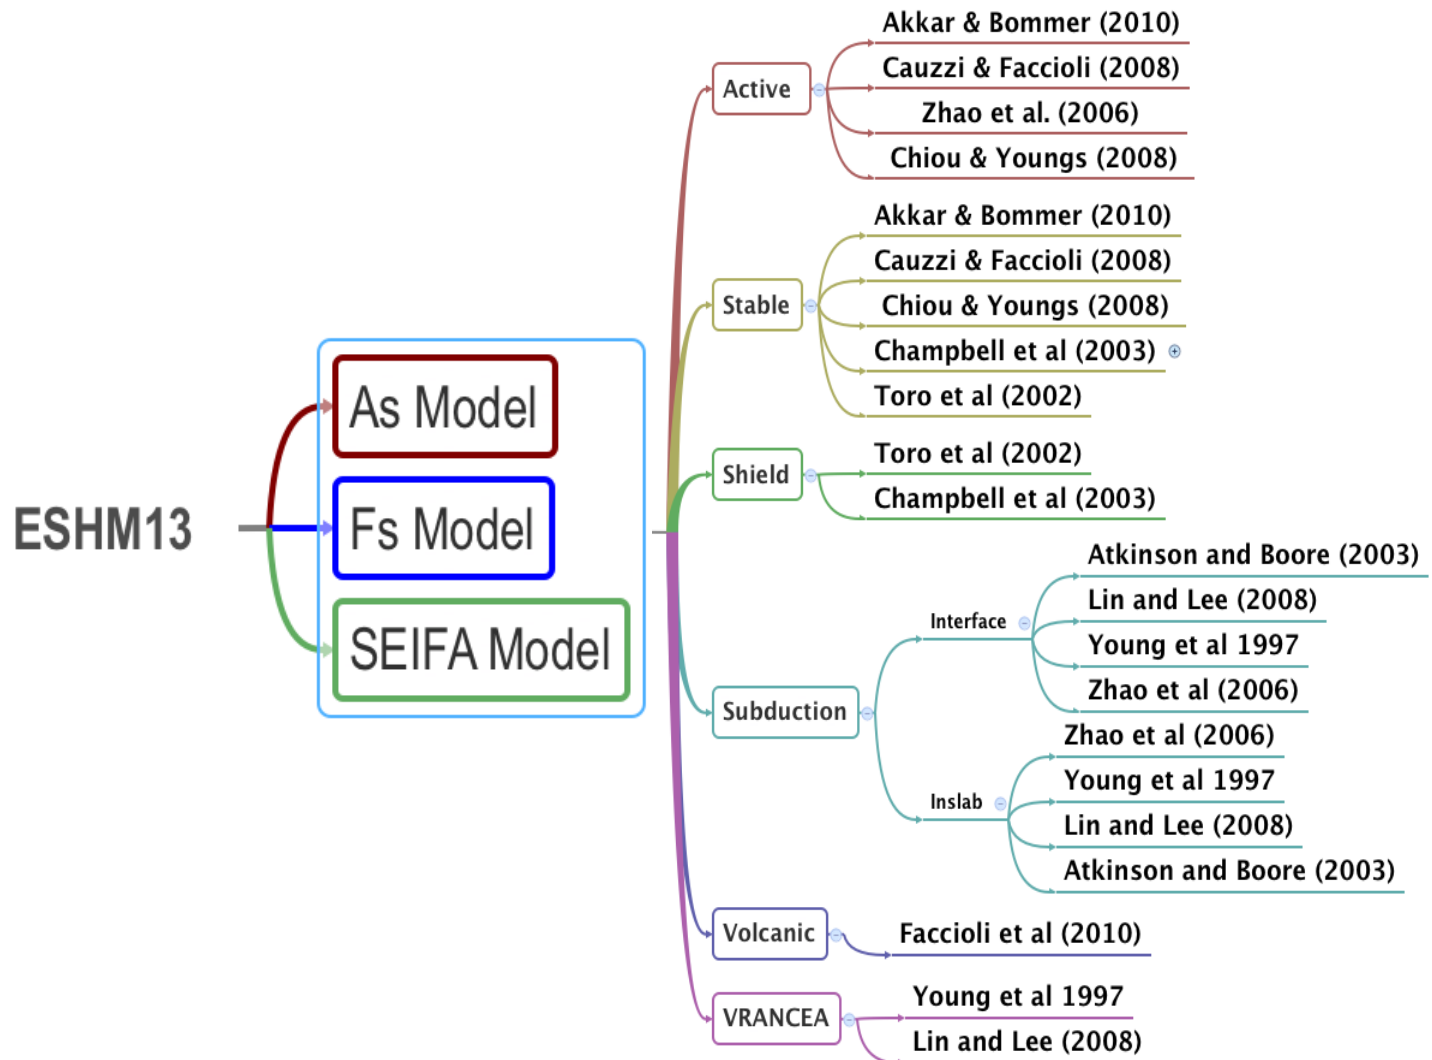 ESHM13
As Model
Fs Model
SEIFA Model
Active
Akkar & Bommer (2010)
Cauzzi & Faccioli (2008)
Zhao et al. (2006)
Chiou & Youngs (2008)
Stable
Akkar & Bommer (2010)
Cauzzi & Faccioli (2008)
Chiou & Youngs (2008)
Champbell et al (2003)
Toro et al (2002)
Shield
Toro et al (2002)
Champbell et al (2003)
Subduction
Interface
Atkinson and Boore (2003)
Lin and Lee (2008)
Young et al 1997
Zhao et al (2006)
Inslab
Zhao et al (2006)
Young et al 1997
Lin and Lee (2008)
Atkinson and Boore (2003)
Volcanic
Faccioli et al (2010)
VRANCEA
Young et al 1997
Lin and Lee (2008)